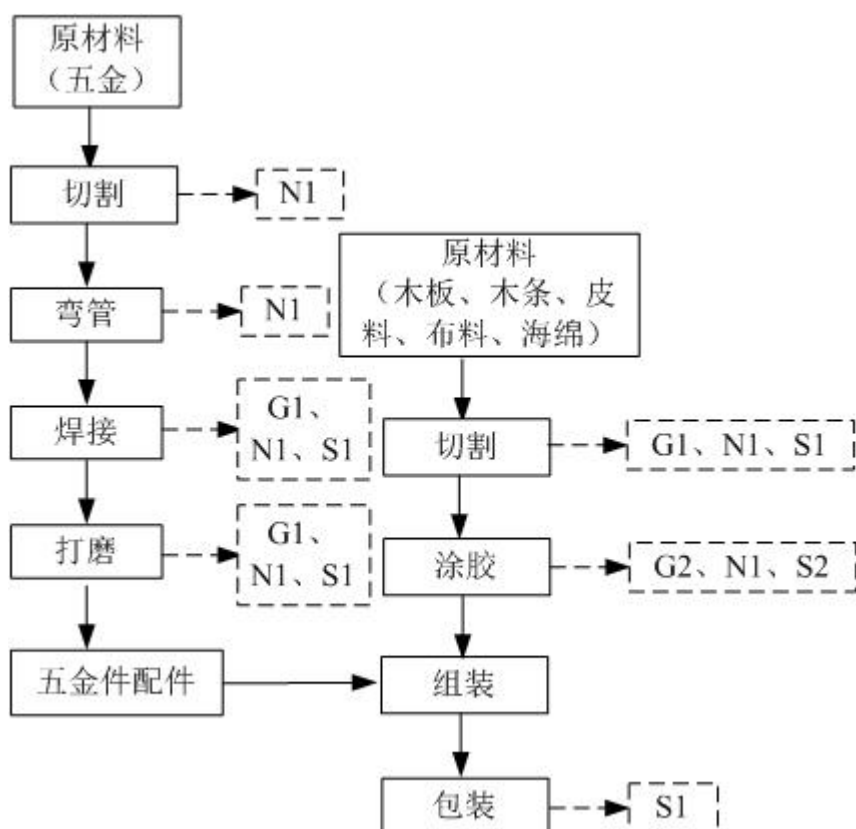 原材料
（五金）
切割
N1
弯管
N1
焊接
G1、
N1、S1
打磨
G1、
N1、S1
五金件配件
原材料
（木板、木条、皮
料、布料、海绵）
切割
G1、N1、S1
涂胶
G2、N1、S2
组装
包装
S1